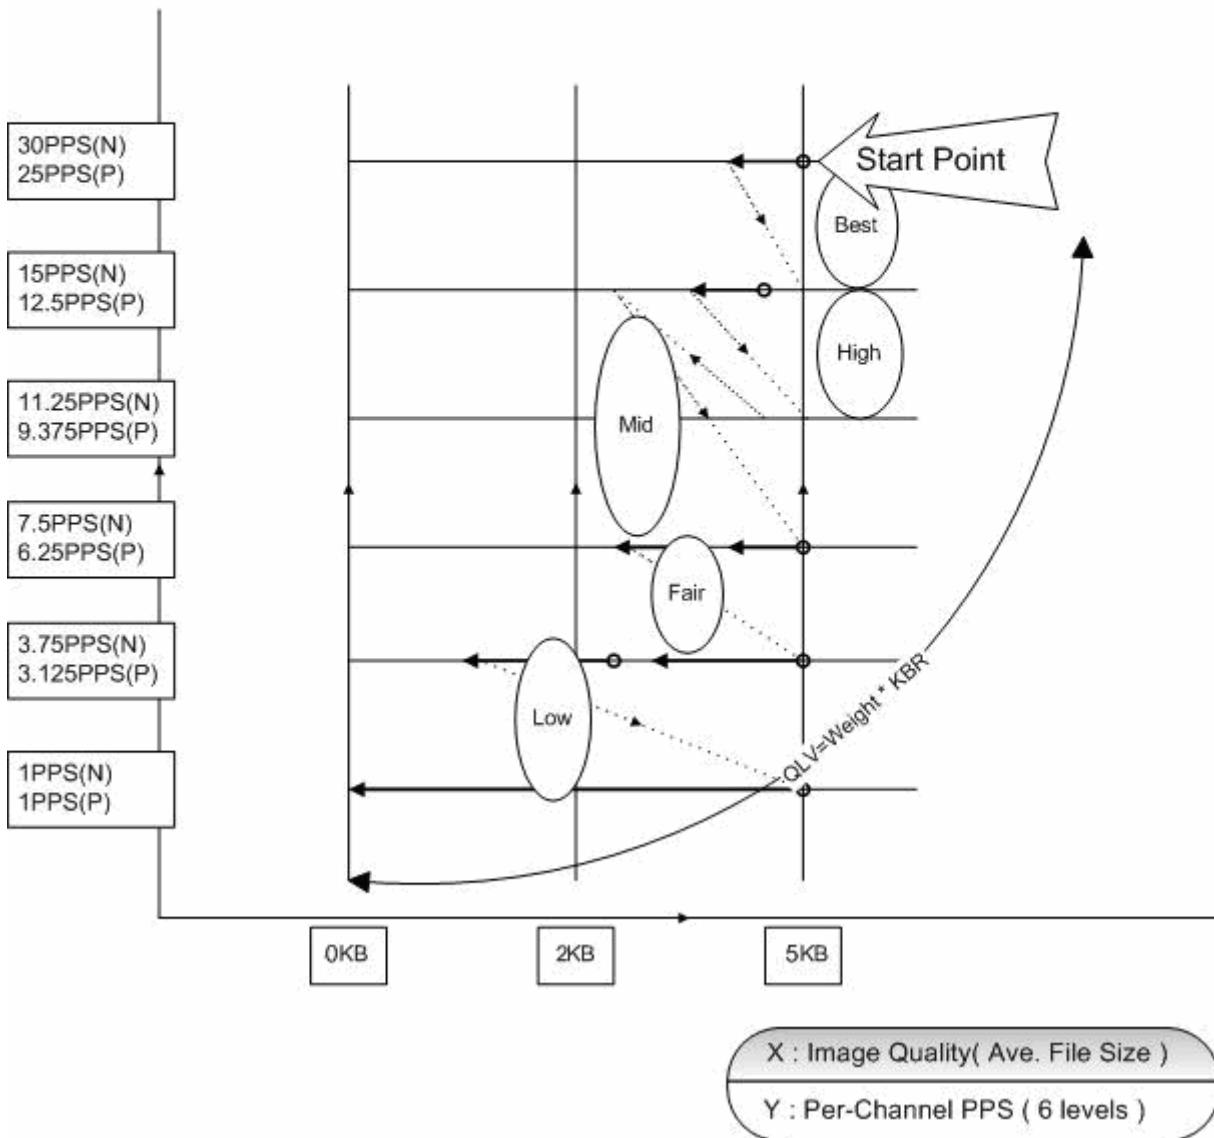 30PPS(N)
25PPS(P)
Start Point
Best
15PPS(N)
12.5PPS(P)
High
11.25PPS(N)
9.375PPS(P)
Mid
7.5PPS(N)
6.25PPS(P)
Fair
3.75PPS(N)
3.125PPS(P)
Low
QLV=Weight * KBR
1PPS(N)
1PPS(P)
0KB
2KB
5KB
X : Image Quality( Ave. File Size )
Y : Per-Channel PPS ( 6 levels )